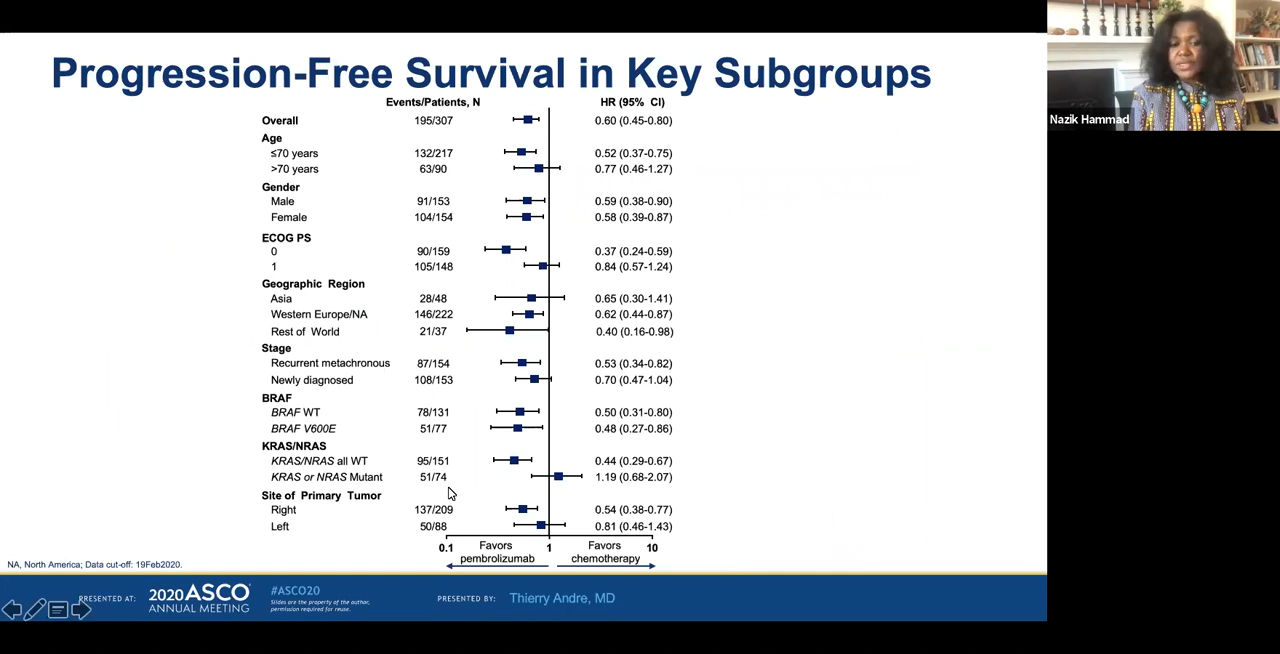 Progression-Free Survival in Key Subgroups
Events/Patients, N HR (95% CI)
Overall 195/307 0.60 (0.45-0.80)
Age
≤70 years 132/217 0.52 (0.37-0.75)
>70 years 63/90 0.77 (0.46-1.27)
Gender
Male 91/153 0.59 (0.38-0.90)
Female 104/154 0.58 (0.39-0.87)
ECOG PS
0 90/159 0.37 (0.24-0.59)
1 105/148 0.84 (0.57-1.24)
Geographic Region
Asia 28/48 0.65 (0.30-1.41)
Western Europe/NA 146/222 0.62 (0.44-0.87)
Rest of World 21/37 0.40 (0.16-0.98)
Stage
Recurrent metachronous 87/154 0.53 (0.34-0.82)
Newly diagnosed 108/153 0.70 (0.47-1.04)
BRAF
BRAF WT 78/131 0.50 (0.31-0.80)
BRAF V600E 51/77 0.48 (0.27-0.86)
KRAS/NRAS
KRAS/NRAS all WT 95/151 0.44 (0.29-0.67)
KRAS or NRAS Mutant 51/74 1.19 (0.68-2.07)
Site of Primary Tumor
Right 137/209 0.54 (0.38-0.77)
Left 50/88 0.81 (0.46-1.43)
0.1 1 10
Favors pembrolizumab
Favors chemotherapy
NA, North America; Data cut-off: 19Feb2020.
PRESENTED AT:
2020 ASCO
ANNUAL MEETING
#ASCO20
Slides are the property of the author,
permission required for reuse.
PRESENTED BY: Thierry Andre, MD
Nazik Hammad